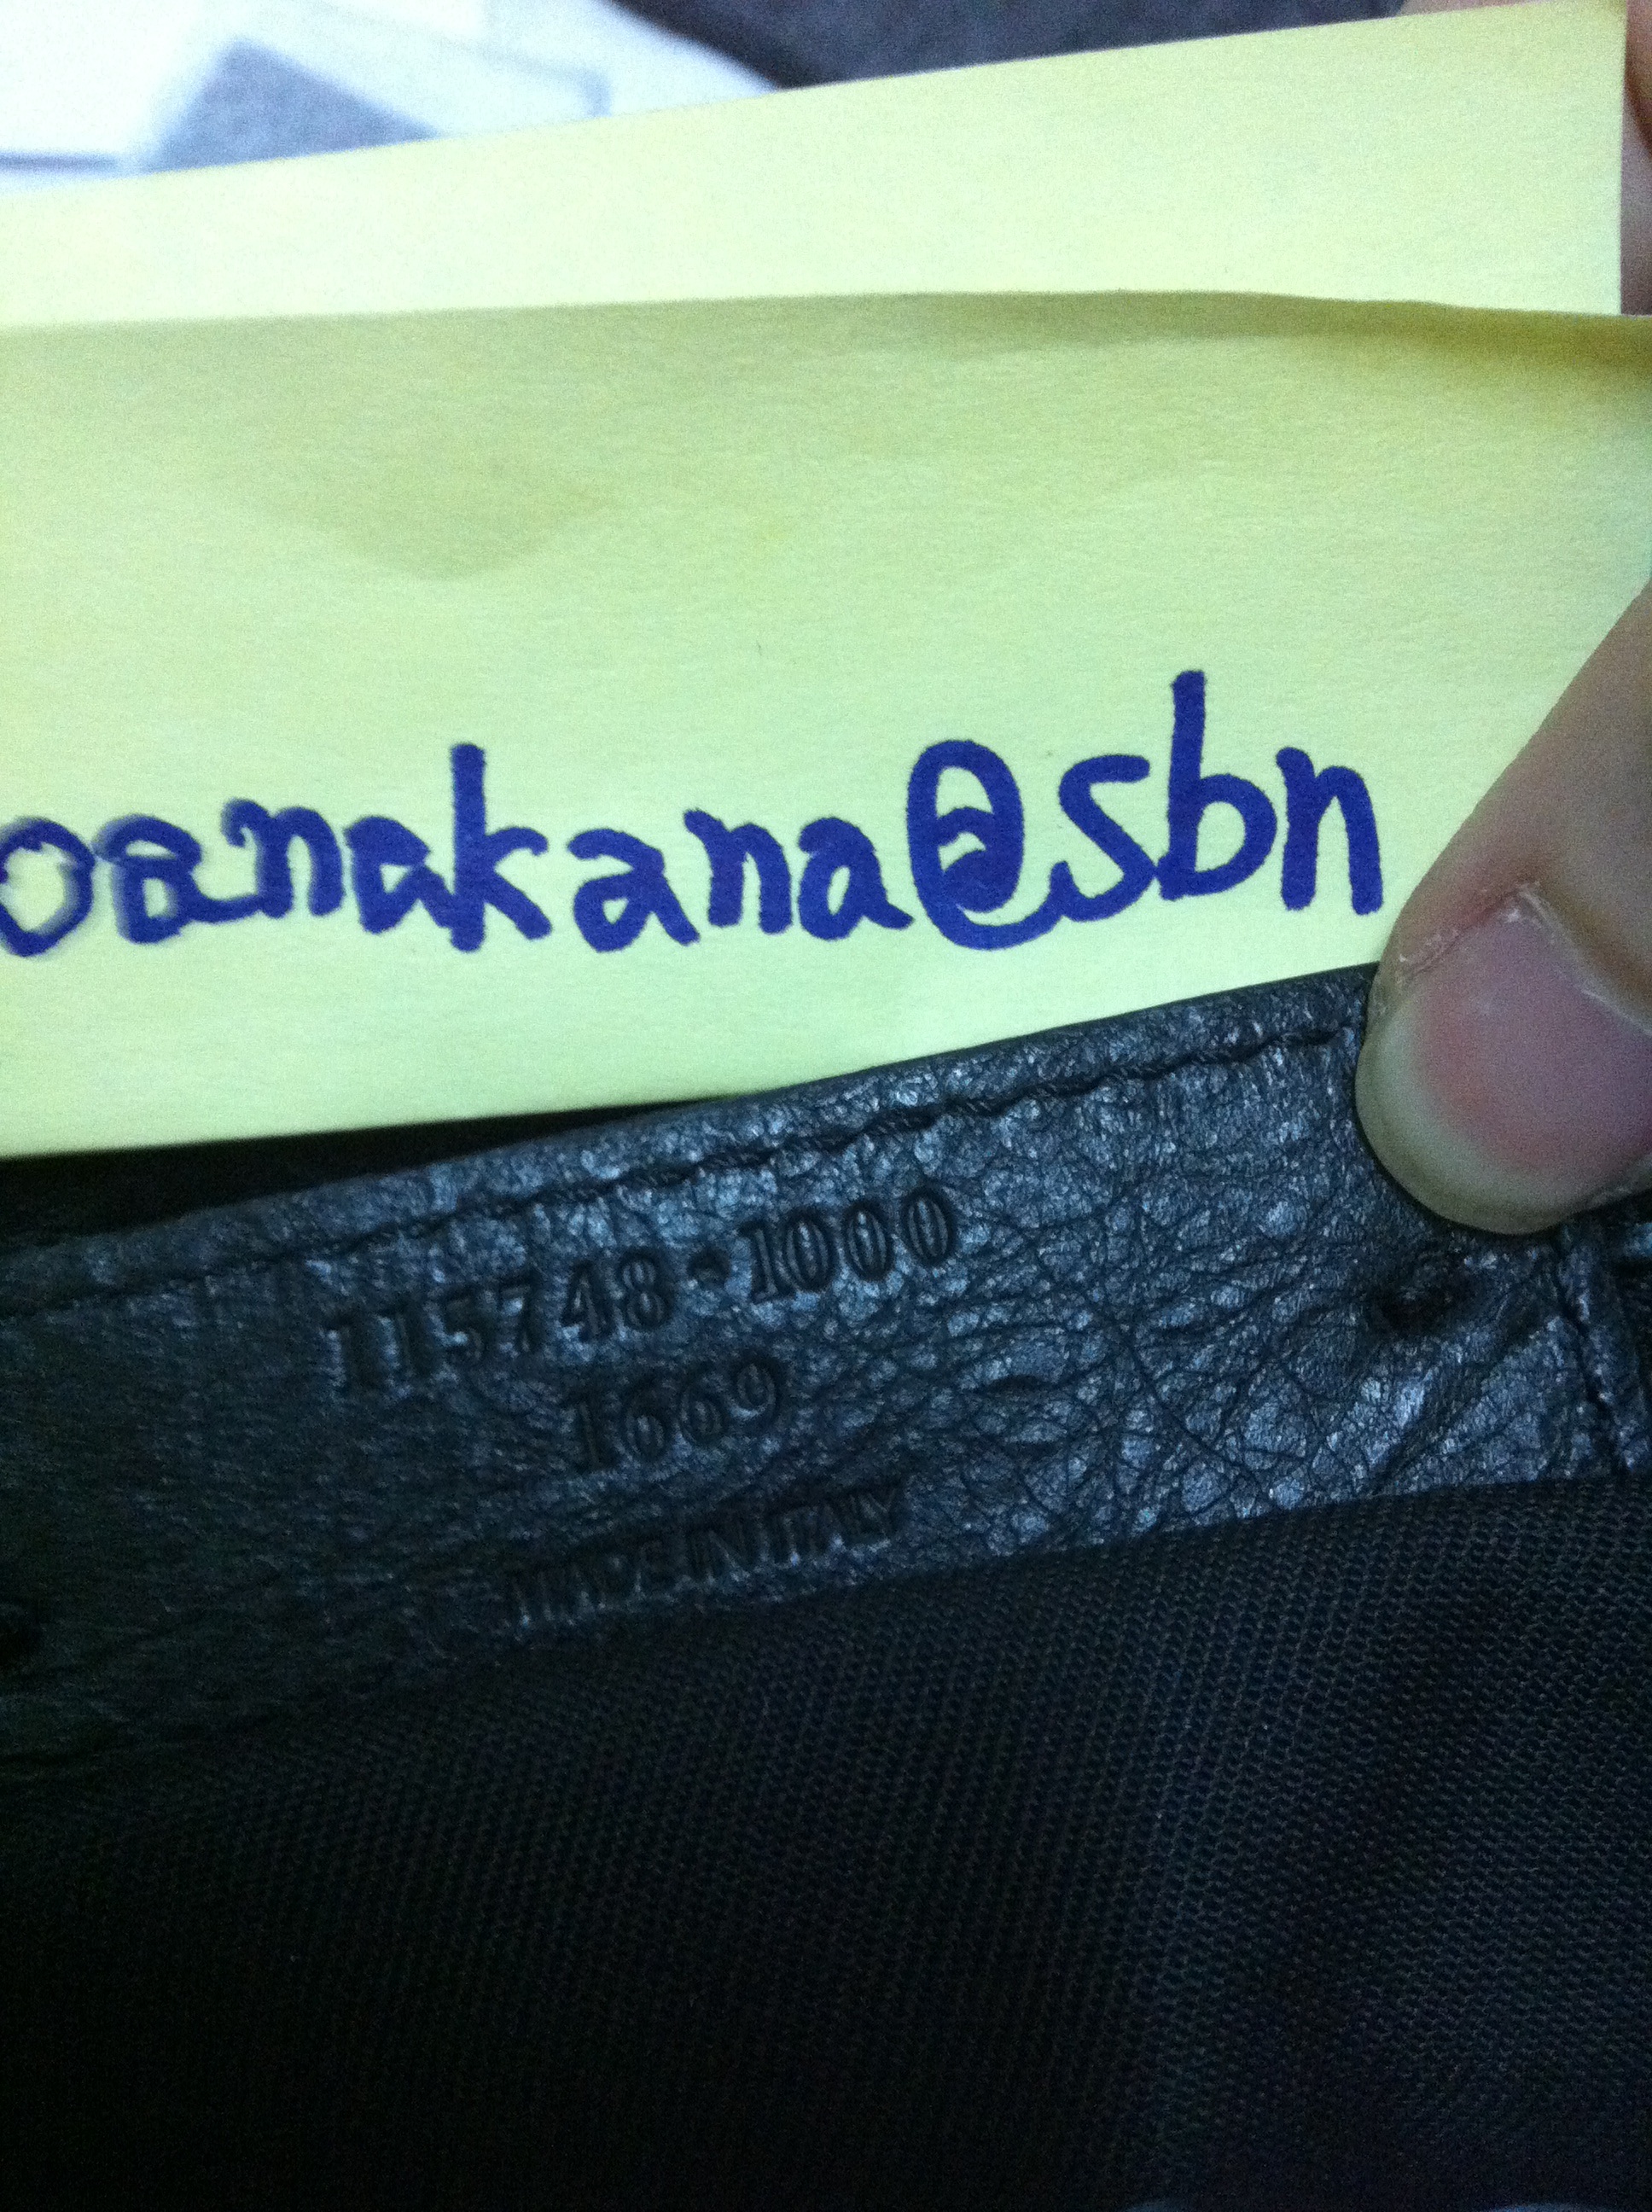 oanakana@sbn
115748·1000
1669
MADE IN ITALY